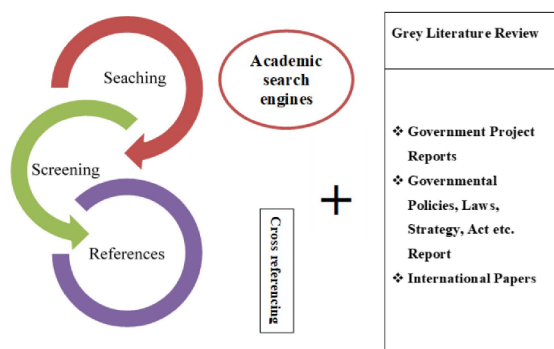 Seaching
Screening
References
Academic
search
engines
+
Cross referencing
Grey Literature Review
❖ Government Project
Reports
❖ Governmental
Policies, Laws,
Strategy, Act etc.
Report
❖ International Papers